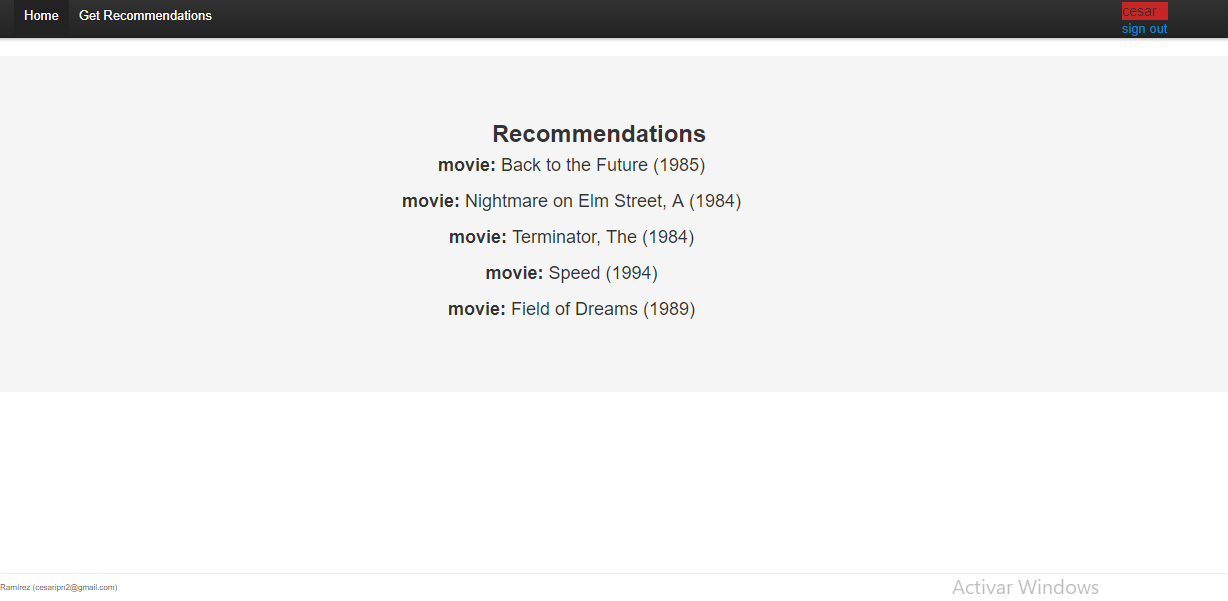 Home Get Recommendations cesar
sign out
Recommendations
movie: Back to the Future (1985)
movie: Nightmare on Elm Street, A (1984)
movie: Terminator, The (1984)
movie: Speed (1994)
movie: Field of Dreams (1989)
Ramírez (cesaripn2@gmail.com)
Activar Windows